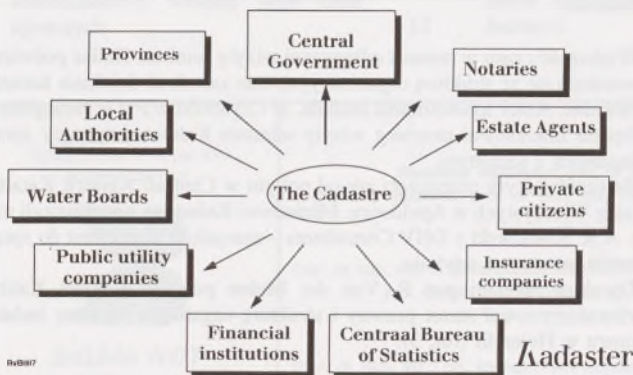 Central
Government
Provinces
Notaries
Local
Authorities
Estate Agents
Water Boards
The Cadastre
Private
citizens
Public utility
companies
Insurance
companies
Financial
institutions
Centraal Bureau
of Statistics
Kadaster